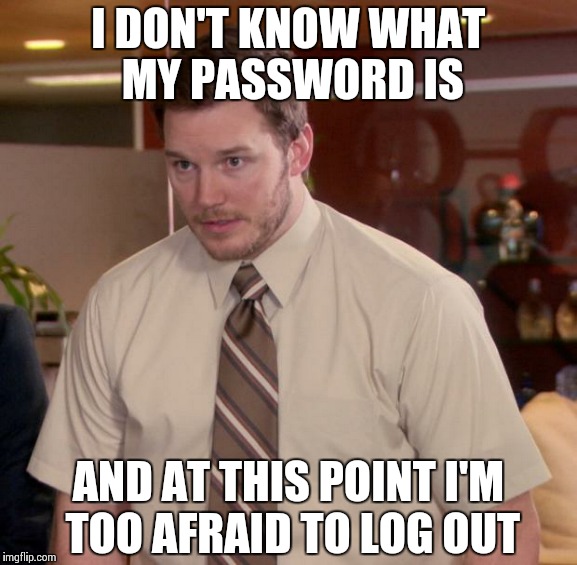 I DON'T KNOW WHAT
MY PASSWORD IS
AND AT THIS POINT I'M
TOO AFRAID TO LOG OUT
imgflip.com